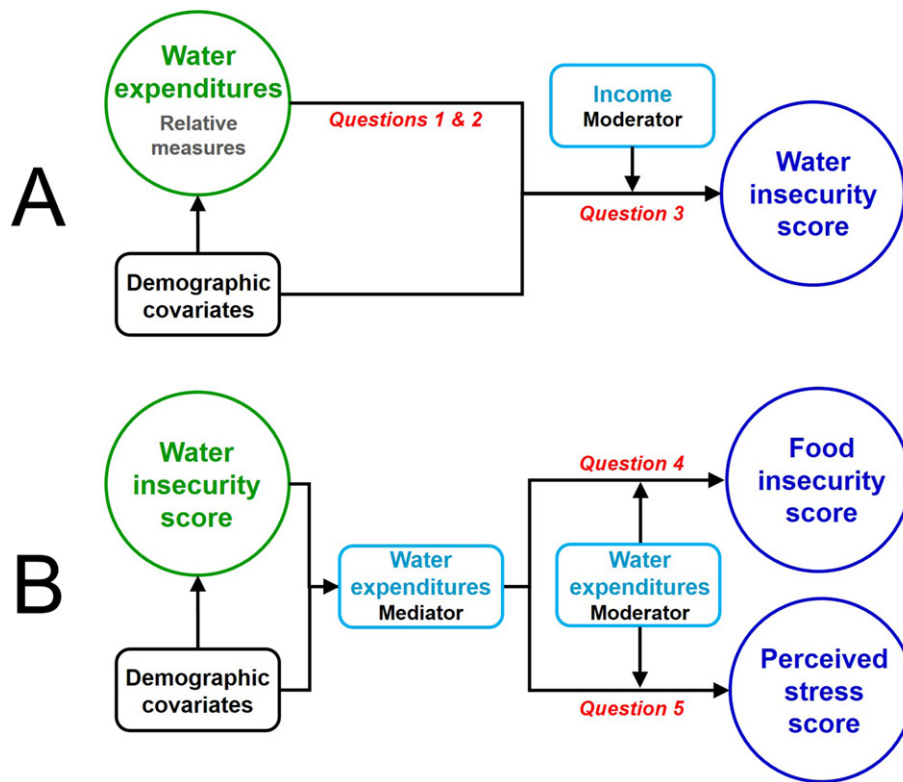 A
Water
expenditures
Relative
measures
Questions 1 & 2
Income
Moderator
Question 3
Water
insecurity
score
Demographic
covariates
B
Water
insecurity
score
Demographic
covariates
Water
expenditures
Mediator
Question 4
Water
expenditures
Moderator
Question 5
Food
insecurity
score
Perceived
stress
score